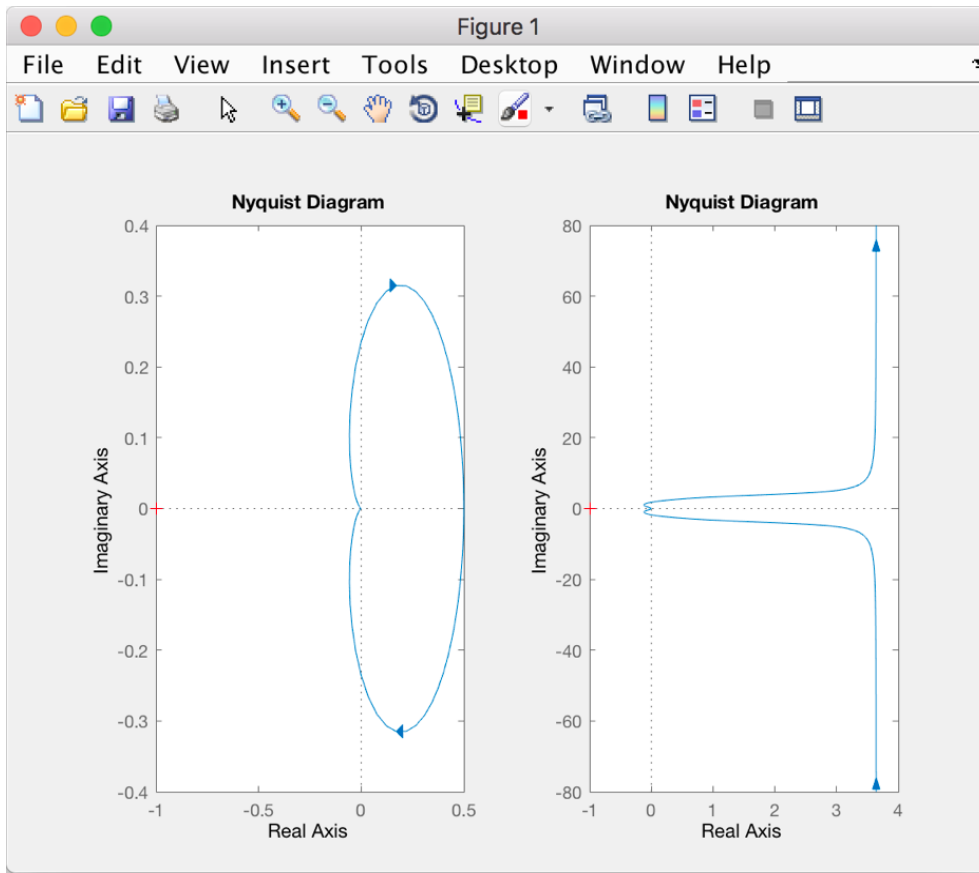 Figure 1
File Edit View Insert Tools Desktop Window Help
Nyquist Diagram
0.4
0.3
0.2
0.1
0
-0.1
-0.2
-0.3
-0.4
-1 -0.5 0 0.5
Imaginary Axis
Real Axis
Nyquist Diagram
80
60
40
20
0
-20
-40
-60
-80
-1 0 1 2 3 4
Imaginary Axis
Real Axis